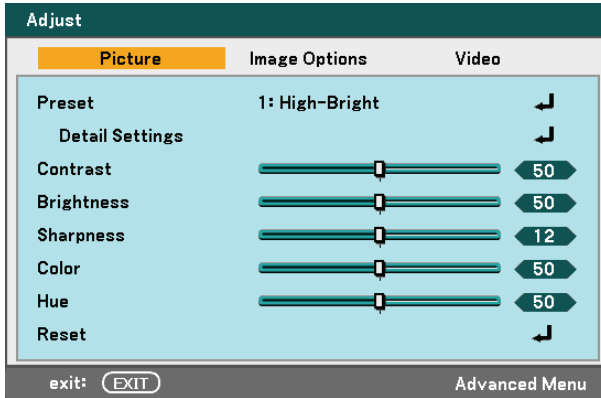 Adjust
Picture Image Options Video
Preset 1: High-Bright
Detail Settings
Contrast 50
Brightness 50
Sharpness 12
Color 50
Hue 50
Reset
exit: EXIT Advanced Menu